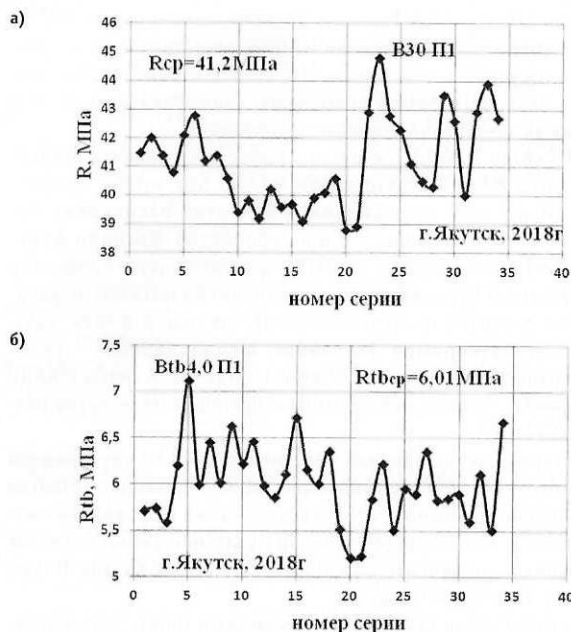 а)
46
45
44
43
42
41
40
39
38
R, МПа
Rср=41,2МПа
В30 П1
г.Якутск, 2018г
0 5 10 15 20 25 30 35 40
номер серии
б)
7,5
7
6,5
6
5,5
5
Rtb, МПа
Btb4,0 П1
Rtbср=6,01МПа
г.Якутск, 2018г
0 5 10 15 20 25 30 35 40
номер серии